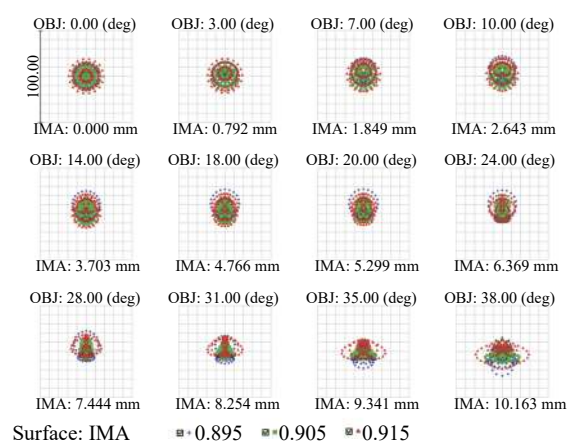 OBJ: 0.00 (deg) OBJ: 3.00 (deg) OBJ: 7.00 (deg) OBJ: 10.00 (deg)
100.00
IMA: 0.000 mm IMA: 0.792 mm IMA: 1.849 mm IMA: 2.643 mm
OBJ: 14.00 (deg) OBJ: 18.00 (deg) OBJ: 20.00 (deg) OBJ: 24.00 (deg)
IMA: 3.703 mm IMA: 4.766 mm IMA: 5.299 mm IMA: 6.369 mm
OBJ: 28.00 (deg) OBJ: 31.00 (deg) OBJ: 35.00 (deg) OBJ: 38.00 (deg)
IMA: 7.444 mm IMA: 8.254 mm IMA: 9.341 mm IMA: 10.163 mm
Surface: IMA 0.895 0.905 0.915